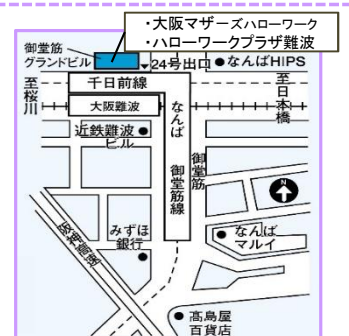 ・大阪マザーズハローワーク
・ハローワークプラザ難波
御堂筋
グランドビル
24号出口
なんばHIPS
至桜川
千日前線
至日本橋
大阪難波
なんば
近鉄難波
ビル
御堂筋線
御堂筋
N
みずほ
銀行
なんば
マルイ
阪神高速
髙島屋
百貨店